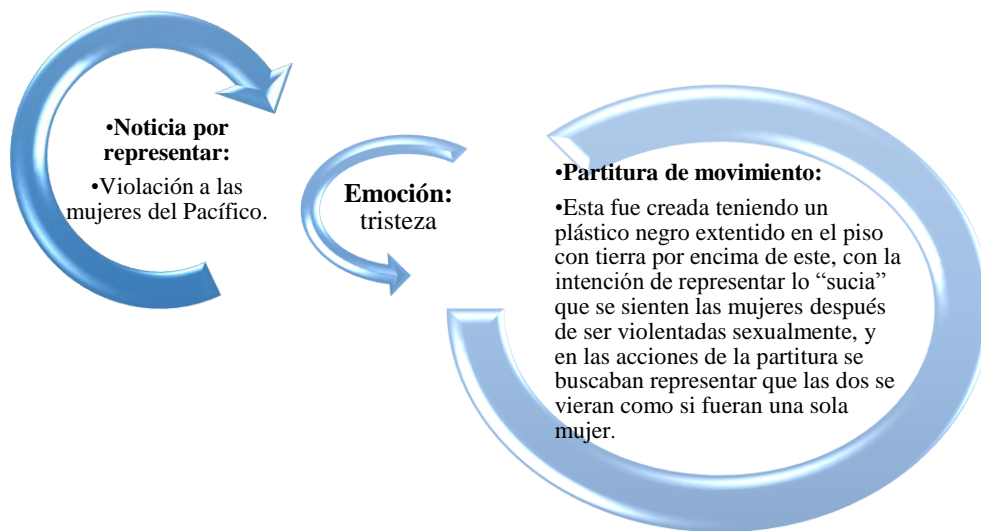 •Noticia por
representar:
•Violación a las
mujeres del Pacífico.
Emoción:
tristeza
•Partitura de movimiento:
•Esta fue creada teniendo un
plástico negro extentido en el piso
con tierra por encima de este, con la
intención de representar lo “sucia”
que se sienten las mujeres después
de ser violentadas sexualmente, y
en las acciones de la partitura se
buscaban representar que las dos se
vieran como si fueran una sola
mujer.